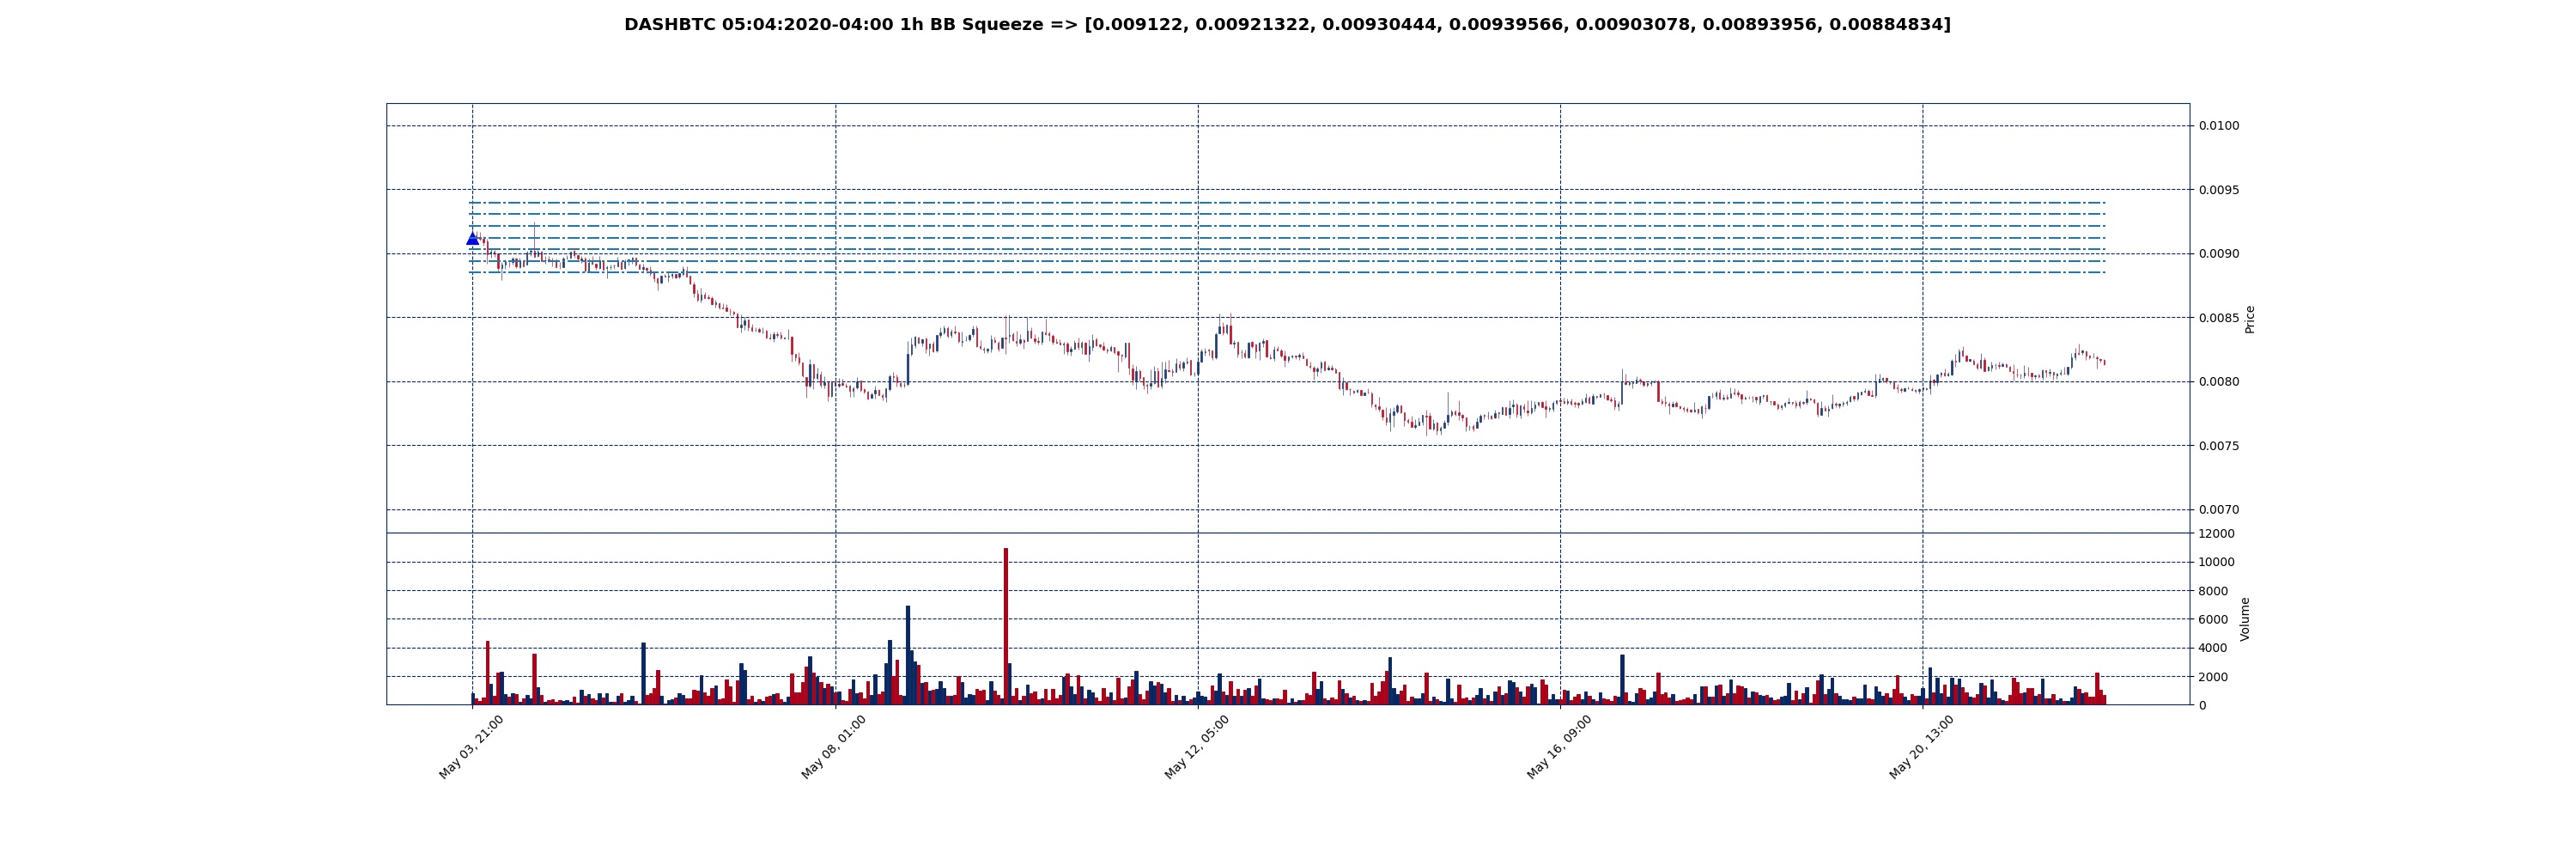 DASHBTC 05:04:2020-04:00 1h BB Squeeze => [0.009122, 0.00921322, 0.00930444, 0.00939566, 0.00903078, 0.00893956, 0.00884834]
0.0100
0.0095
0.0090
0.0085
0.0080
0.0075
0.0070
Price
12000
10000
8000
6000
4000
2000
0
Volume
May 03, 21:00
May 08, 01:00
May 12, 05:00
May 16, 09:00
May 20, 13:00